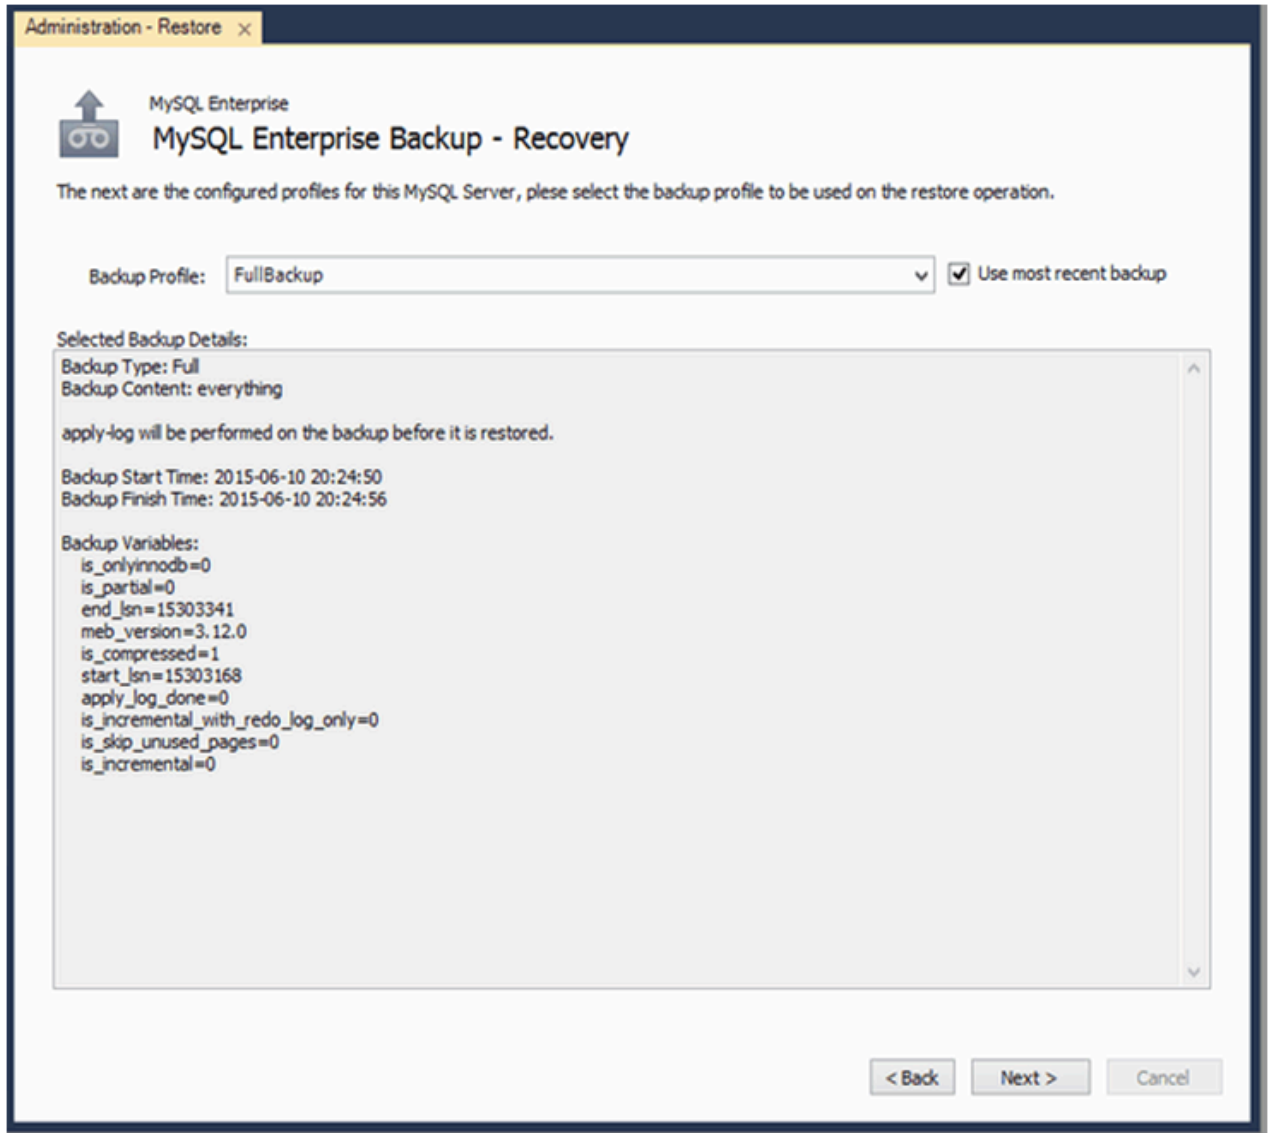 Administration - Restore ×
MySQL Enterprise
MySQL Enterprise Backup - Recovery
The next are the configured profiles for this MySQL Server, plese select the backup profile to be used on the restore operation.
Backup Profile: FullBackup Use most recent backup
Selected Backup Details:
Backup Type: Full
Backup Content: everything
apply-log will be performed on the backup before it is restored.
Backup Start Time: 2015-06-10 20:24:50
Backup Finish Time: 2015-06-10 20:24:56
Backup Variables:
is_onlyinnodb=0
is_partial=0
end_lsn=15303341
meb_version=3.12.0
is_compressed=1
start_lsn=15303168
apply_log_done=0
is_incremental_with_redo_log_only=0
is_skip_unused_pages=0
is_incremental=0
< Back Next > Cancel